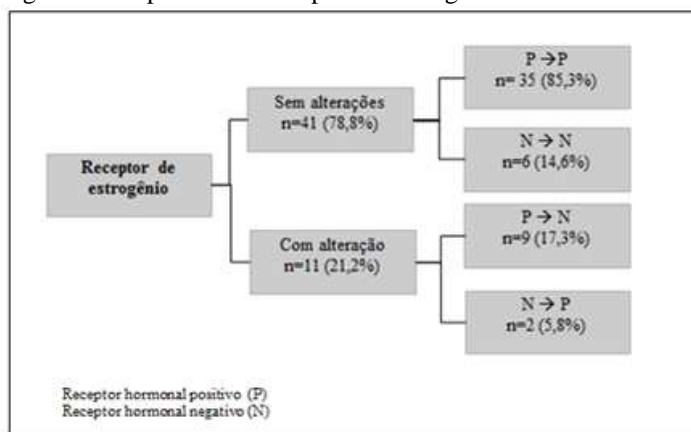 Receptor de
estrogênio
Sem alterações
n=41 (78,8%)
P →P
n= 35 (85,3%)
N → N
n=6 (14,6%)
Com alteração
n=11 (21,2%)
P → N
n=9 (17,3%)
N → P
n=2 (5,8%)
Receptor hormonal positivo (P)
Receptor hormonal negativo (N)